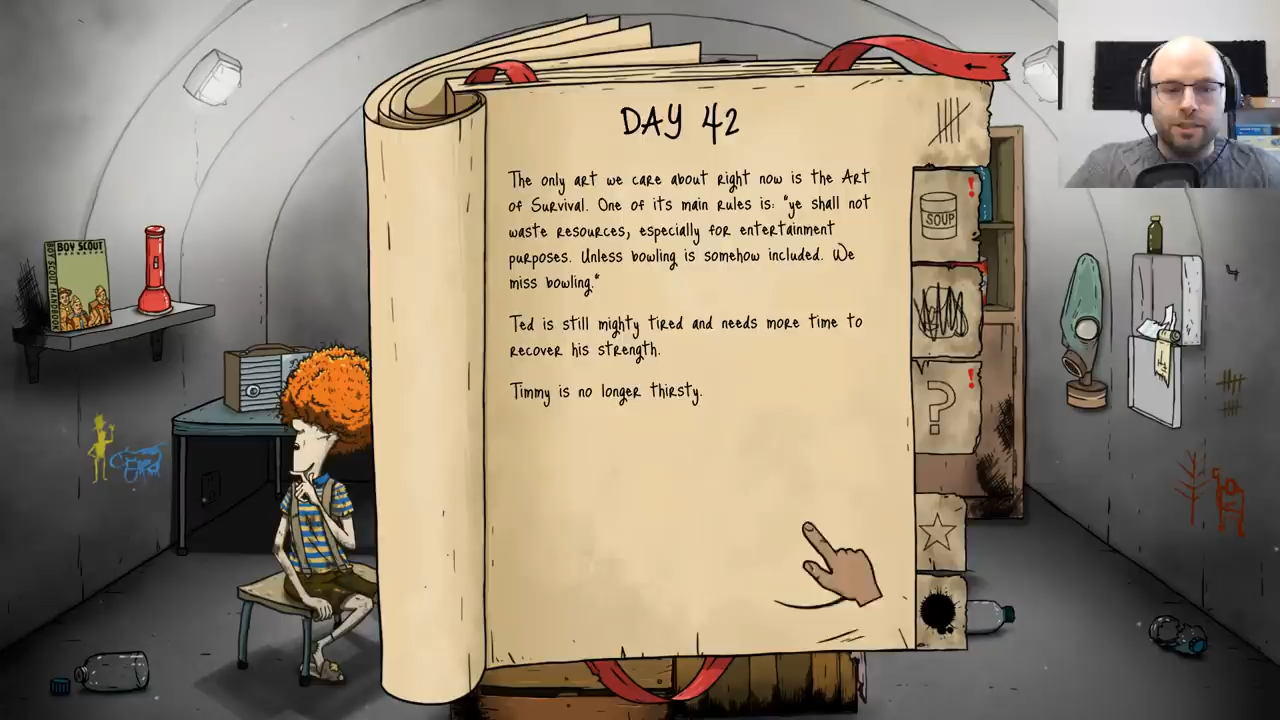 DAY 42
The only art we care about right now is the Art
of Survival. One of its main rules is: "ye shall not
waste resources, especially for entertainment
purposes. Unless bowling is somehow included. We
miss bowling."
Ted is still mighty tired and needs more time to
recover his strength.
Timmy is no longer thirsty.
SOUP
!
!
?
BOY SCOUT
BOY SCOUT HANDBOOK